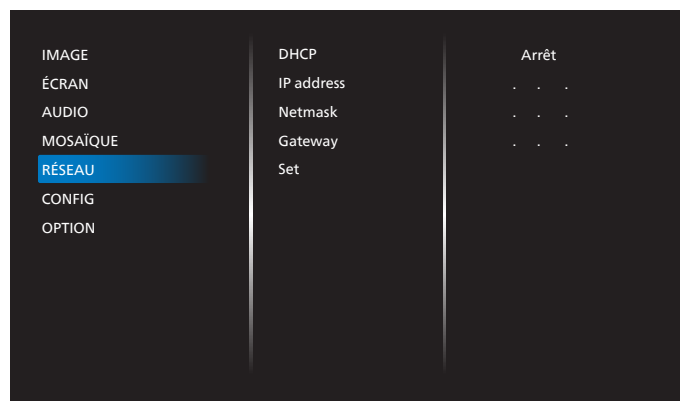 IMAGE
ÉCRAN
AUDIO
MOSAÏQUE
RÉSEAU
CONFIG
OPTION
DHCP Arrêt
IP address . . .
Netmask . . .
Gateway . . .
Set